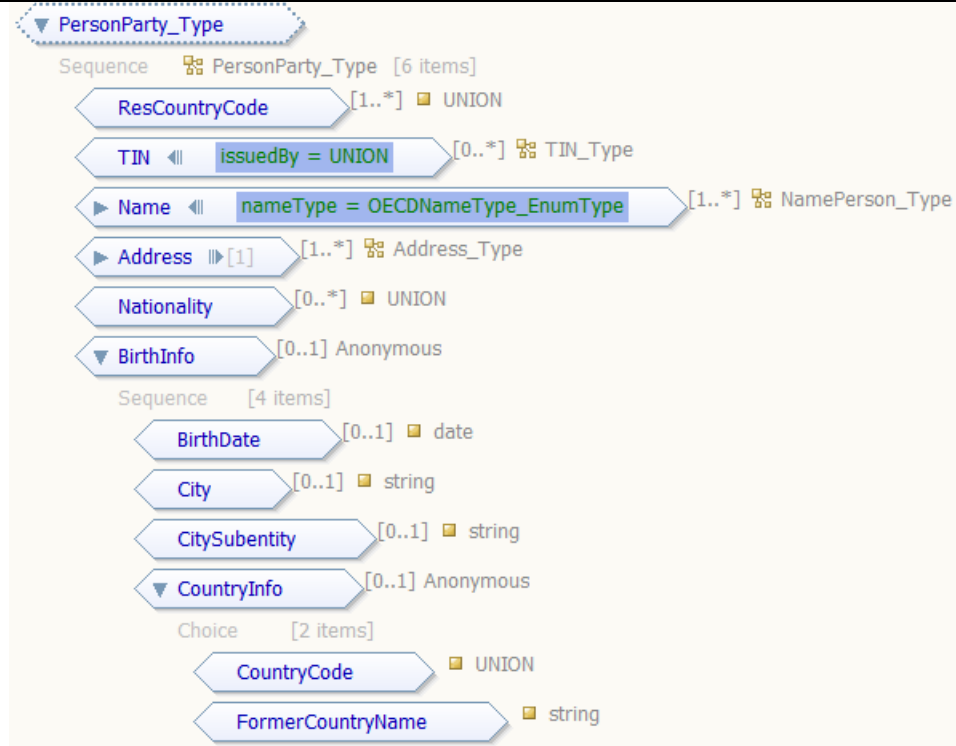 PersonParty_Type
Sequence PersonParty_Type [6 items]
ResCountryCode [1..*] UNION
TIN issuedBy = UNION [0..*] TIN_Type
Name nameType = OECDNameType_EnumType [1..*] NamePerson_Type
Address [1] [1..*] Address_Type
Nationality [0..*] UNION
BirthInfo [0..1] Anonymous
Sequence [4 items]
BirthDate [0..1] date
City [0..1] string
CitySubentity [0..1] string
CountryInfo [0..1] Anonymous
Choice [2 items]
CountryCode UNION
FormerCountryName string